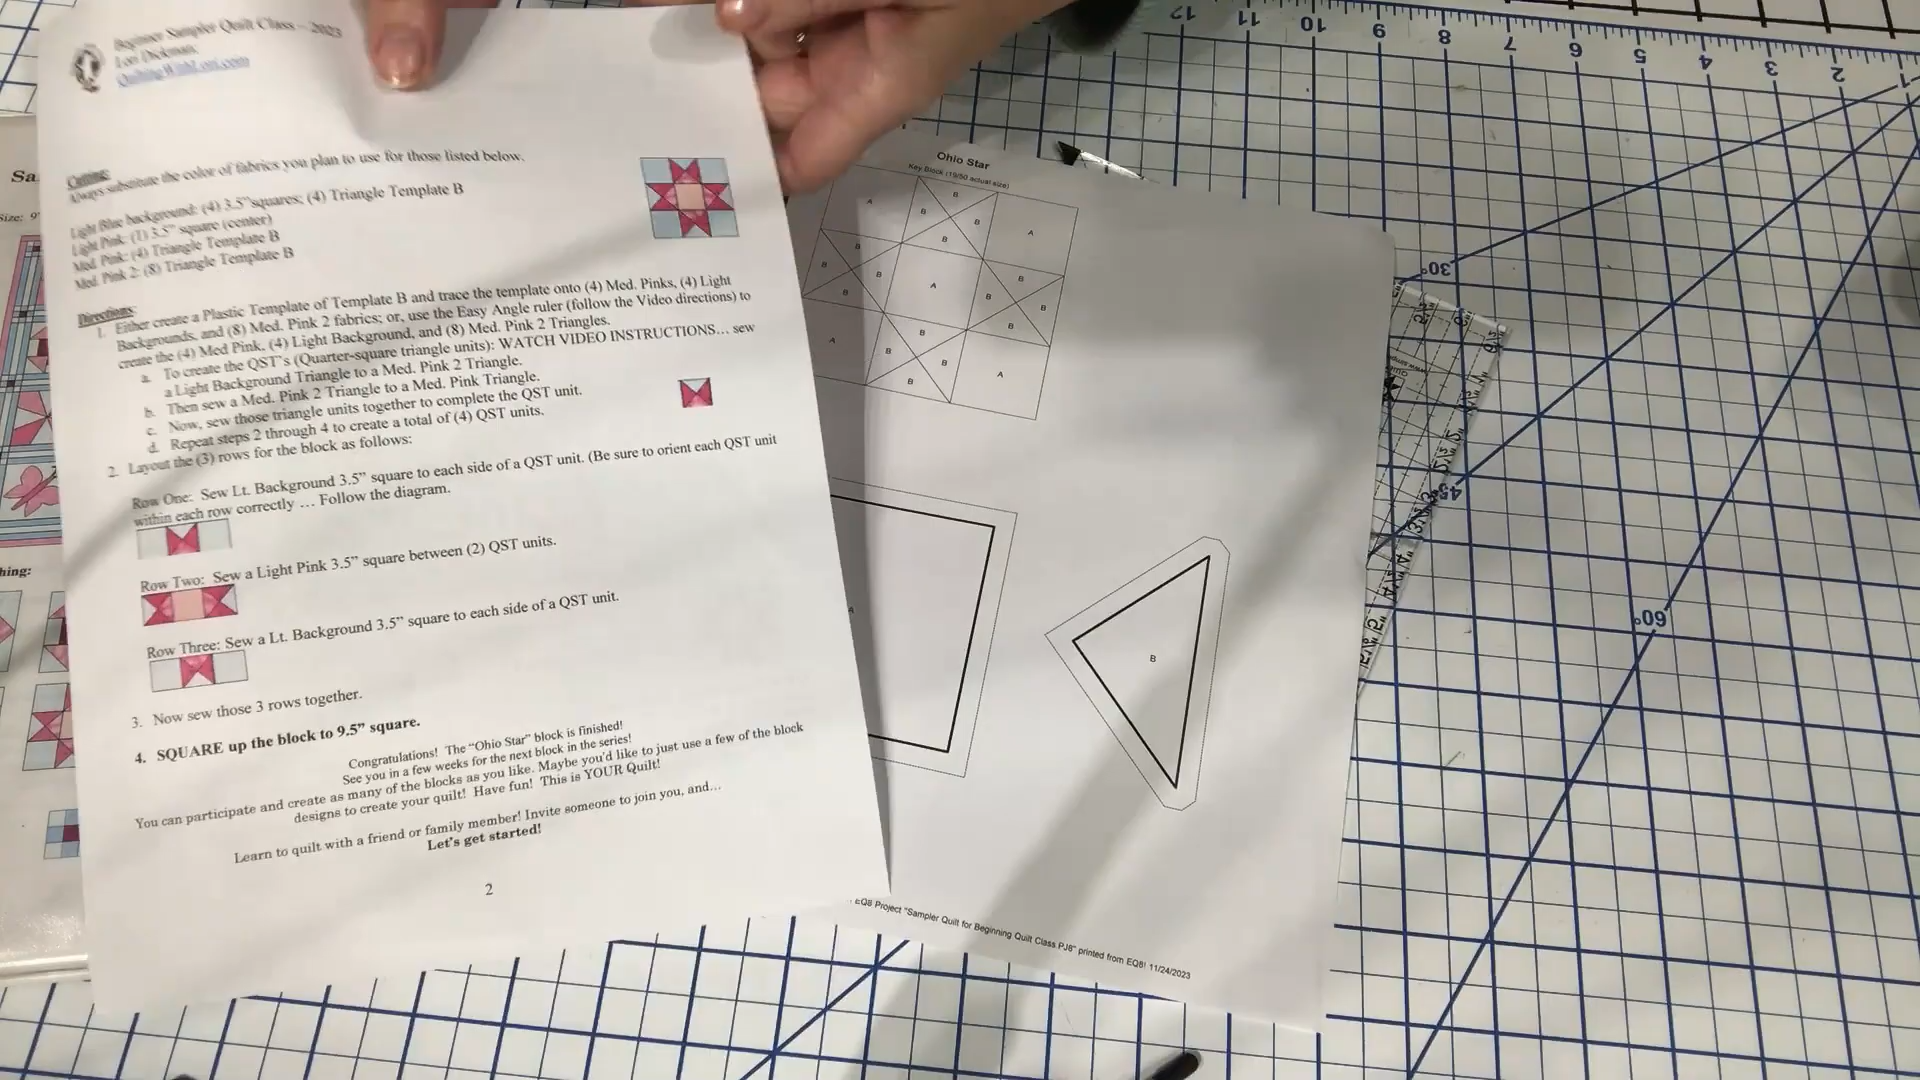 Beginner Sampler Quilt Class – 2023
Lori Dickman
QuiltingWithLori.com
Cutting:
Always substitute the color of fabrics you plan to use for those listed below.
Light Blue background: (4) 3.5" squares; (4) Triangle Template B
Light Pink: (1) 3.5" square (center)
Med. Pink: (4) Triangle Template B
Med. Pink 2: (8) Triangle Template B
Directions:
1. Either create a Plastic Template of Template B and trace the template onto (4) Med. Pinks, (4) Light
Backgrounds, and (8) Med. Pink 2 fabrics; or, use the Easy Angle ruler (follow the Video directions) to
create the (4) Med Pink, (4) Light Background, and (8) Med. Pink 2 Triangles.
a. To create the QST's (Quarter-square triangle units): WATCH VIDEO INSTRUCTIONS… sew
a Light Background Triangle to a Med. Pink 2 Triangle.
b. Then sew a Med. Pink 2 Triangle to a Med. Pink Triangle.
c. Now, sew those triangle units together to complete the QST unit.
d. Repeat steps 2 through 4 to create a total of (4) QST units.
2. Layout the (3) rows for the block as follows:
Row One: Sew Lt. Background 3.5" square to each side of a QST unit. (Be sure to orient each QST unit
within each row correctly … Follow the diagram.
Row Two: Sew a Light Pink 3.5" square between (2) QST units.
Row Three: Sew a Lt. Background 3.5" square to each side of a QST unit.
3. Now sew those 3 rows together.
4. SQUARE up the block to 9.5" square.
Congratulations! The "Ohio Star" block is finished!
See you in a few weeks for the next block in the series!
You can participate and create as many of the blocks as you like. Maybe you'd like to just use a few of the block
designs to create your quilt! Have fun! This is YOUR Quilt!
Learn to quilt with a friend or family member! Invite someone to join you, and…
Let's get started!
2
Sa
Size: 9"
hing:
Ohio Star
Key Block (19/50 actual size)
A
B
B
B
B
A
B
B
B
B
A
B
B
B
B
A
B
B
B
B
A
A
B
EQ8 Project "Sampler Quilt for Beginning Quilt Class.PJ8" printed from EQ8! 11/24/2023
12 11 10 9 8 7 6 5 4 3 2 1
30°
45°
60°